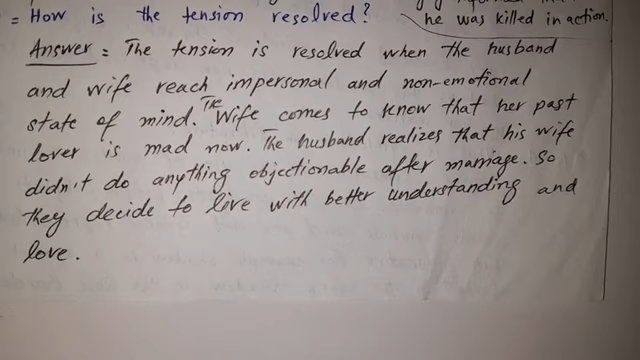 = How is the tension resolved?
he was killed in action.
Answer = The tension is resolved when the husband
and wife reach impersonal and non-emotional
state of mind. The Wife comes to know that her past
lover is mad now. The husband realizes that his wife
didn't do anything objectionable after marriage. So
they decide to live with better understanding and
love.